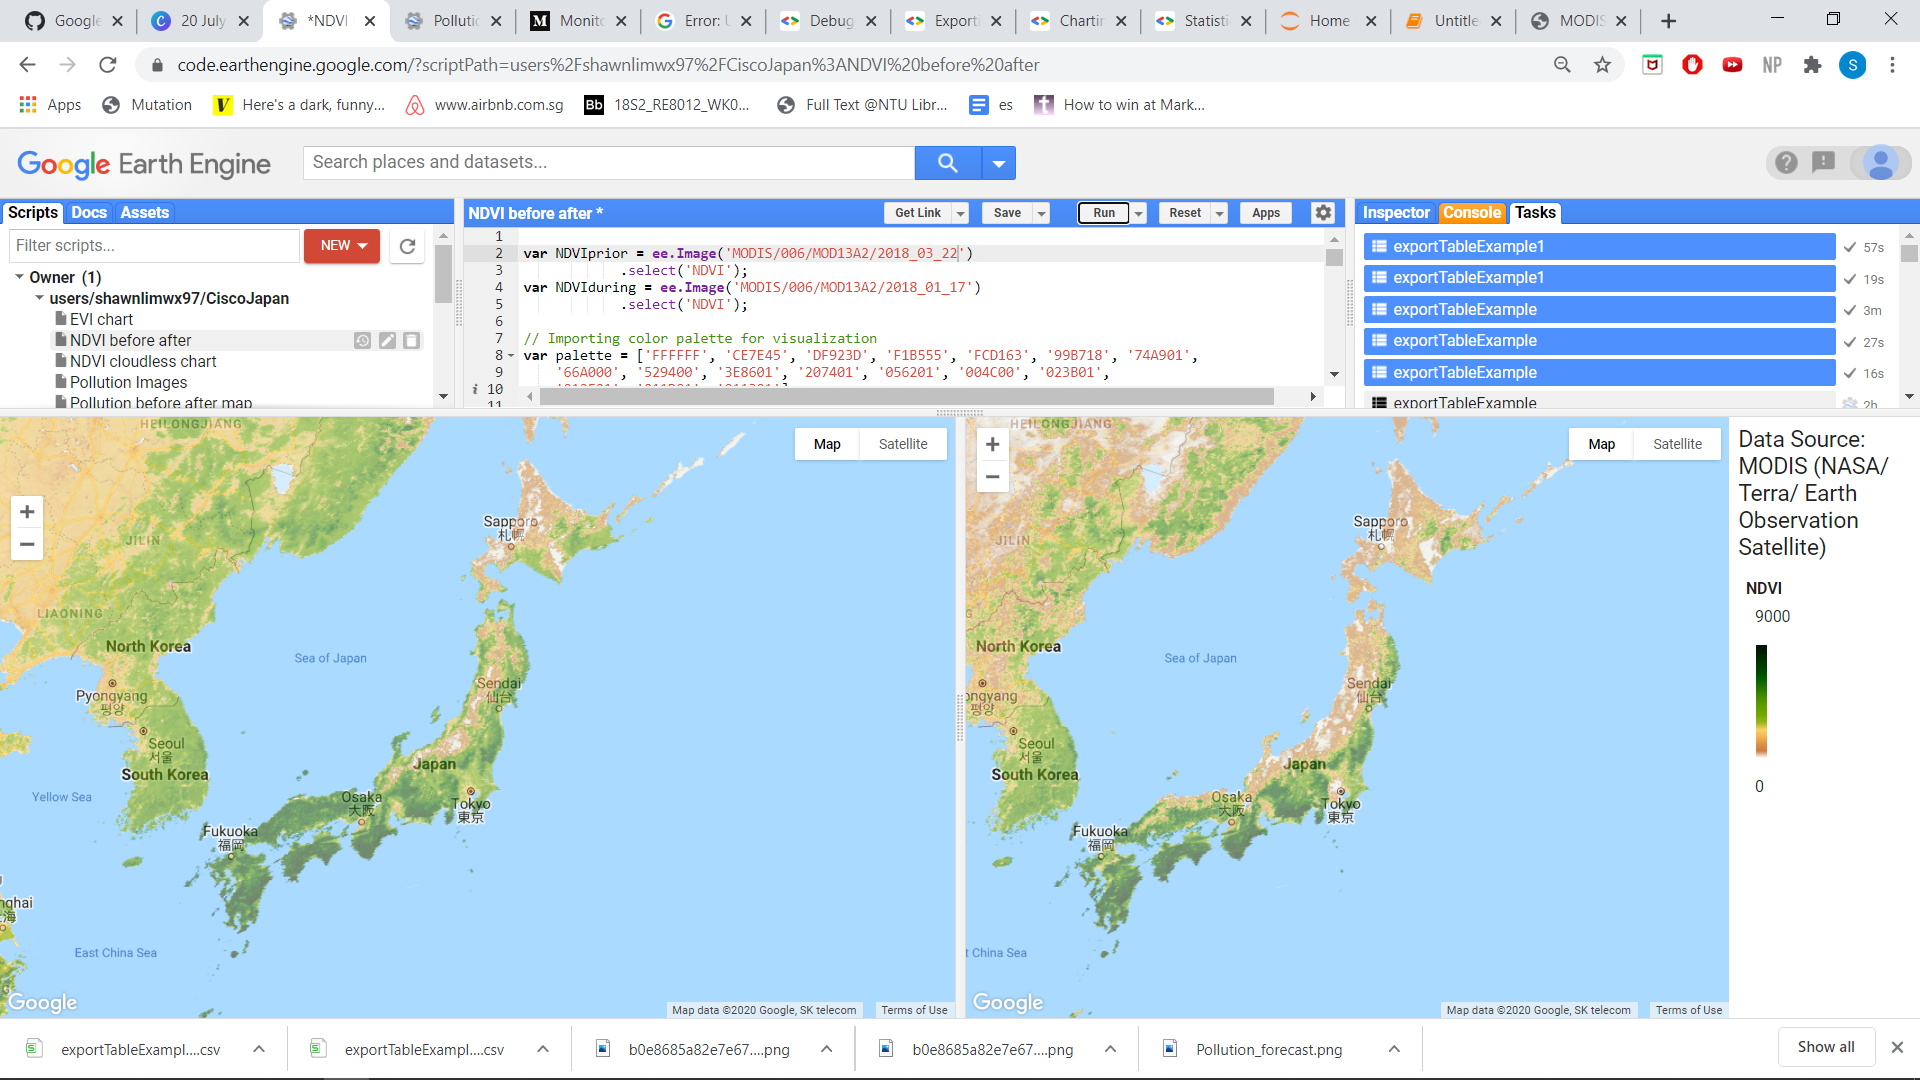 Google
20 July
*NDVI
Pollutic
Monito
Error: U
Debug
Exporti
Chartin
Statisti
Home
Untitle
MODIS
code.earthengine.google.com/?scriptPath=users%2Fshawnlimwx97%2FCiscoJapan%3ANDVI%20before%20after
NP
S
Apps
Mutation
Here's a dark, funny...
www.airbnb.com.sg
Bb
18S2_RE8012_WK0...
Full Text @NTU Libr...
es
How to win at Mark...
Google Earth Engine
Search places and datasets...
Scripts
Docs
Assets
Filter scripts...
NEW
Owner (1)
users/shawnlimwx97/CiscoJapan
EVI chart
NDVI before after
NDVI cloudless chart
Pollution Images
Pollution before after map
NDVI before after *
Get Link
Save
Run
Reset
Apps
1
2 var NDVIprior = ee.Image('MODIS/006/MOD13A2/2018_03_22')
3 .select('NDVI');
4 var NDVIduring = ee.Image('MODIS/006/MOD13A2/2018_01_17')
5 .select('NDVI');
6
7 // Importing color palette for visualization
8 var palette = ['FFFFFF', 'CE7E45', 'DF923D', 'F1B555', 'FCD163', '99B718', '74A901',
9 '66A000', '529400', '3E8601', '207401', '056201', '004C00', '023B01',
10
11
Inspector
Console
Tasks
exportTableExample1 57s
exportTableExample1 19s
exportTableExample 3m
exportTableExample 27s
exportTableExample 16s
exportTableExample 2h
HEILONGJIANG
JILIN
LIAONING
North Korea
Pyongyang
평양
Seoul
서울
South Korea
Yellow Sea
Sea of Japan
Sapporo
札幌
Sendai
仙台
Japan
Osaka
大阪
Tokyo
東京
Fukuoka
福岡
nghai
海
East China Sea
Map
Satellite
Google
Map data ©2020 Google, SK telecom
Terms of Use
HEILONGJIANG
JILIN
LIAONING
North Korea
ongyang
평양
Seoul
서울
South Korea
Sea of Japan
Sapporo
札幌
Sendai
仙台
Japan
Osaka
大阪
Tokyo
東京
Fukuoka
福岡
t China Sea
Map
Satellite
Google
Map data ©2020 Google, SK telecom
Terms of Use
Data Source:
MODIS (NASA/
Terra/ Earth
Observation
Satellite)
NDVI
9000
0
exportTableExampl....csv
exportTableExampl....csv
b0e8685a82e7e67....png
b0e8685a82e7e67....png
Pollution_forecast.png
Show all